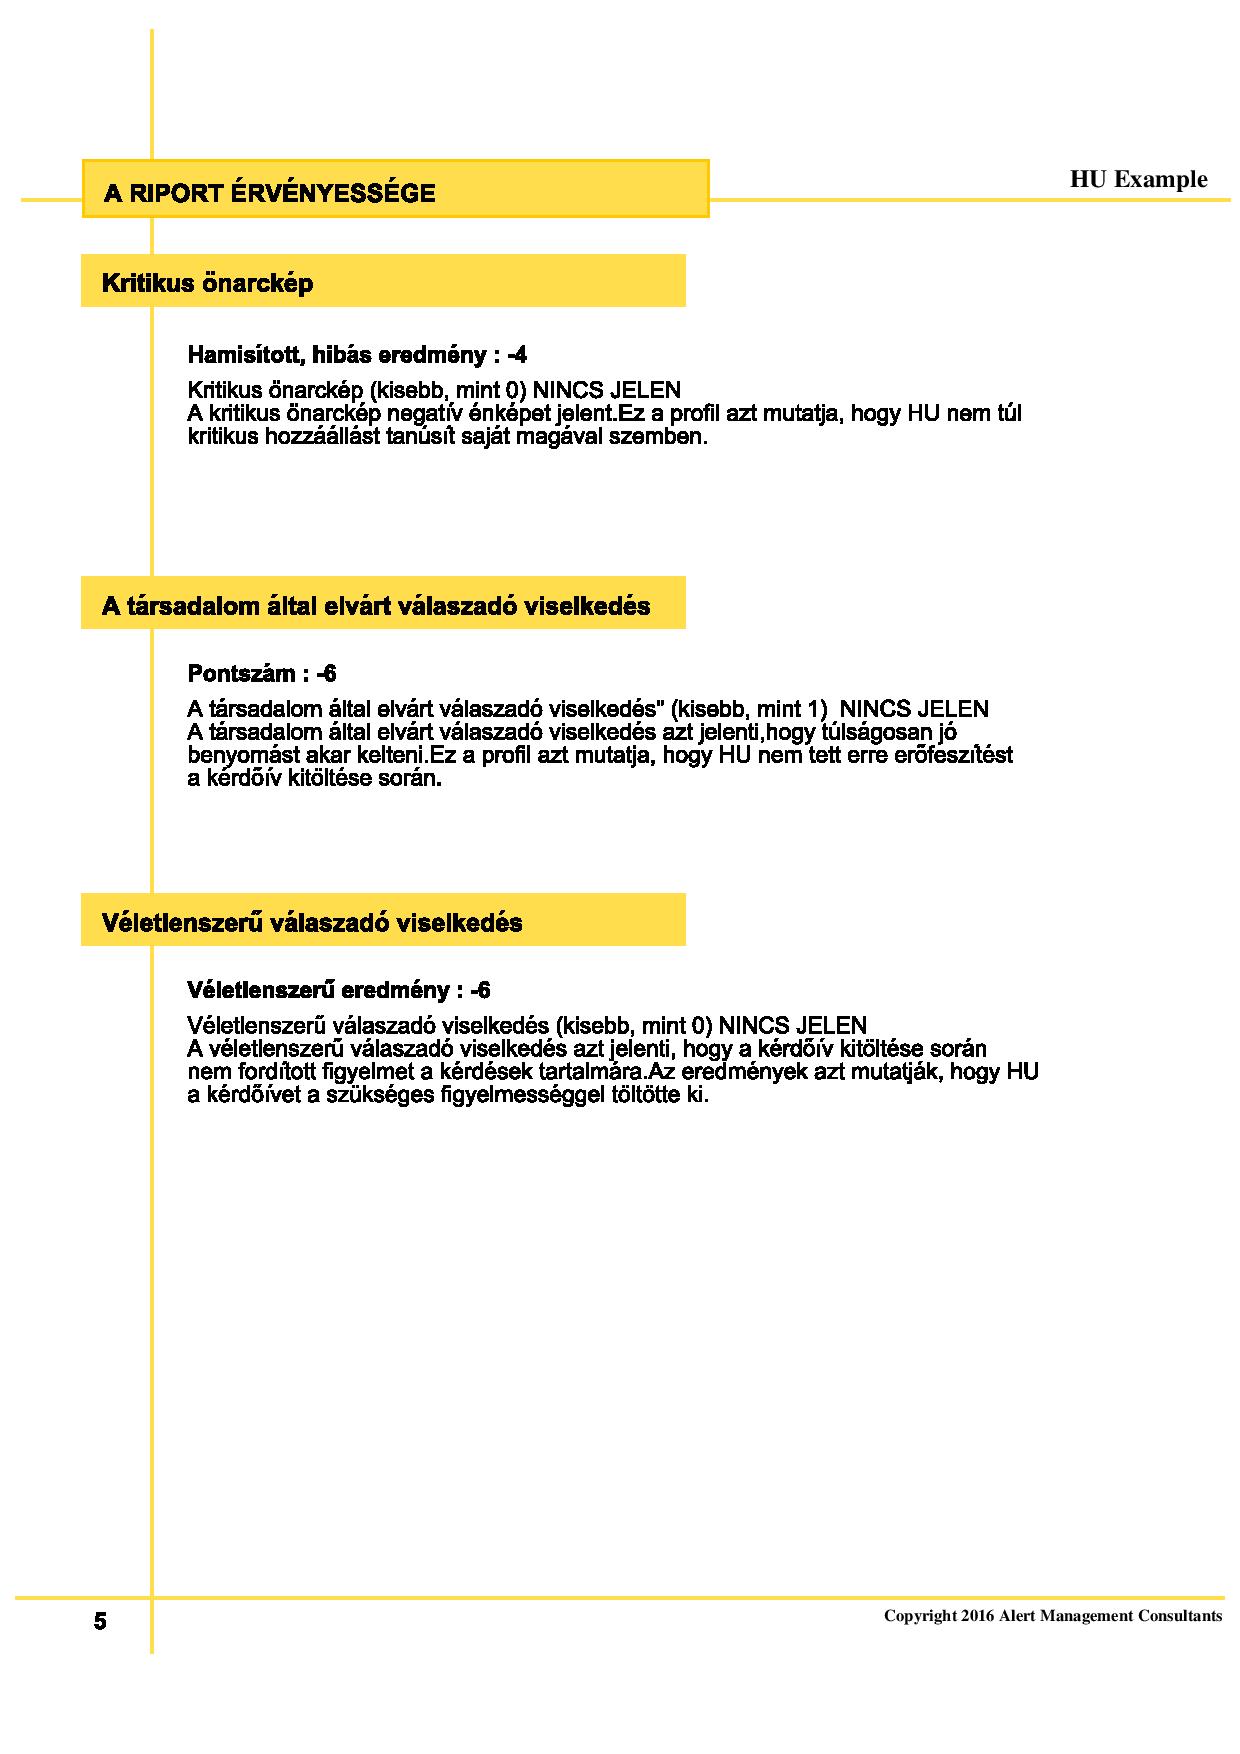 HU Example
A RIPORT ÉRVÉNYESSÉGE
Kritikus önarckép
Hamisított, hibás eredmény : -4
Kritikus önarckép (kisebb, mint 0) NINCS JELEN
A kritikus önarckép negatív énképet jelent.Ez a profil azt mutatja, hogy HU nem túl
kritikus hozzáállást tanúsít saját magával szemben.
A társadalom által elvárt válaszadó viselkedés
Pontszám : -6
A társadalom által elvárt válaszadó viselkedés" (kisebb, mint 1)  NINCS JELEN
A társadalom által elvárt válaszadó viselkedés azt jelenti,hogy túlságosan jó
benyomást akar kelteni.Ez a profil azt mutatja, hogy HU nem tett erre erőfeszítést
a kérdőív kitöltése során.
Véletlenszerű válaszadó viselkedés
Véletlenszerű eredmény : -6
Véletlenszerű válaszadó viselkedés (kisebb, mint 0) NINCS JELEN
A véletlenszerű válaszadó viselkedés azt jelenti, hogy a kérdőív kitöltése során
nem fordított figyelmet a kérdések tartalmára.Az eredmények azt mutatják, hogy HU
a kérdőívet a szükséges figyelmességgel töltötte ki.
5
Copyright 2016 Alert Management Consultants